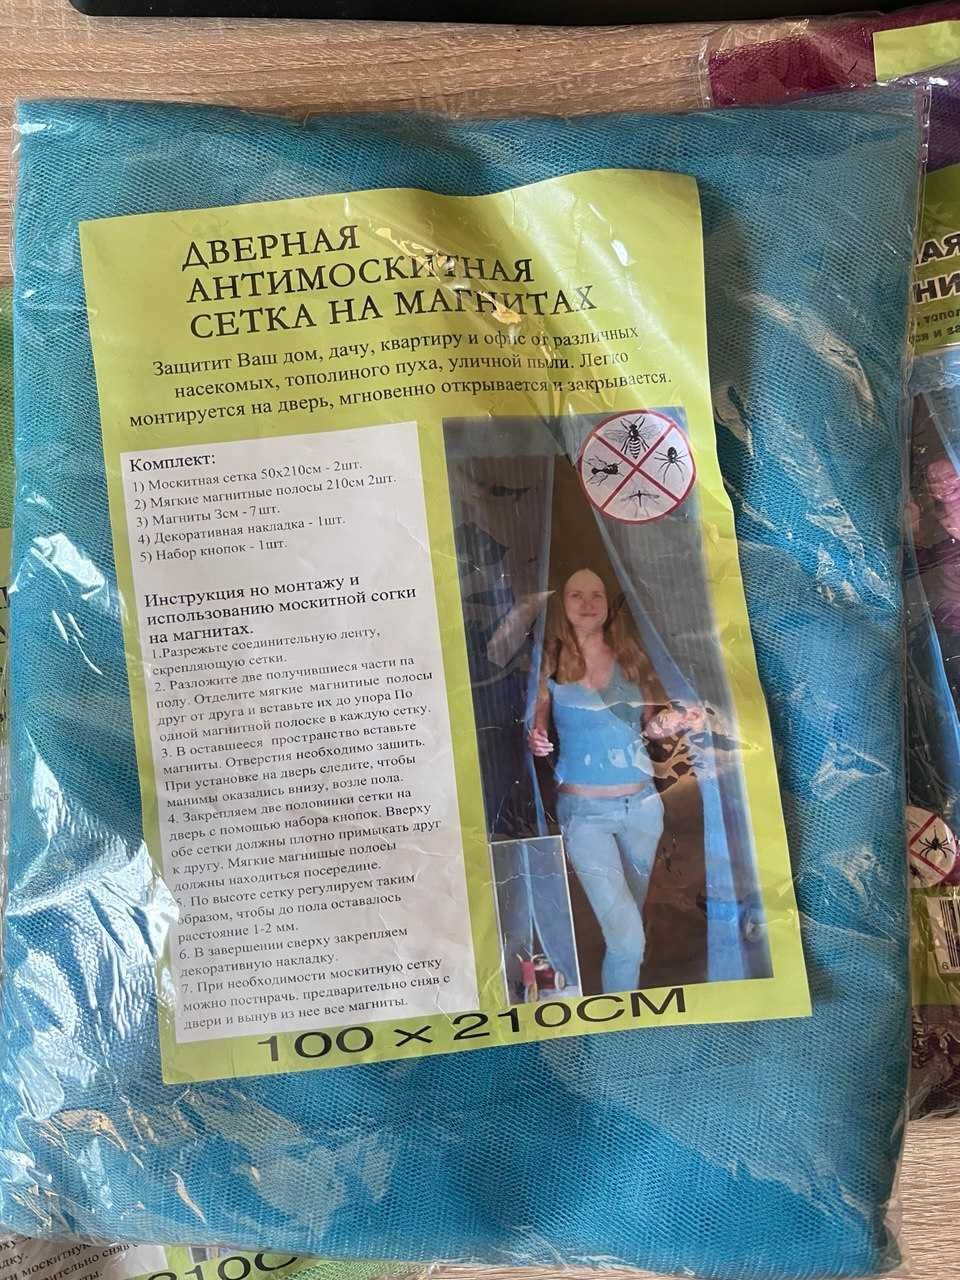 ДВЕРНАЯ
АНТИМОСКИТНАЯ
СЕТКА НА МАГНИТАХ
Защитит Ваш дом, дачу, квартиру и офис от различных
насекомых, тополиного пуха, уличной пыли. Легко
монтируется на дверь, мгновенно открывается и закрывается.
Комплект:
1) Москитная сетка 50х210см - 2шт.
2) Мягкие магнитные полосы 210см 2шт.
3) Магниты 3см - 7шт.
4) Декоративная накладка - 1шт.
5) Набор кнопок - 1шт.
Инструкция но монтажу и
использованию москитной согки
на магнитах.
1.Разрежьте соединительную ленту,
скрепляющую сетки.
2. Разложите две получившиеся части па
полу. Отделите мягкие магнитиые полосы
друг от друга и вставьте их до упора По
одной магнитной полоске в каждую сетку.
3. В оставшееся пространство вставьте
магниты. Отверстия необходимо зашить.
При установке на дверь следите, чтобы
манимы оказались внизу, возле пола.
4. Закрепляем две половинки сетки на
дверь с помощью набора кнопок. Вверху
обе сетки должны плотно примыкать друг
к другу. Мягкие магнишые полосы
должны находиться посередине.
5. По высоте сетку регулируем таким
образом, чтобы до пола оставалось
расстояние 1-2 мм.
6. В завершении сверху закрепляем
декоративную накладку.
7. При необходимости москитную сетку
можно постирачь. предварительно сняв с
двери и вынув из нее все магниты.
100 х 210СМ